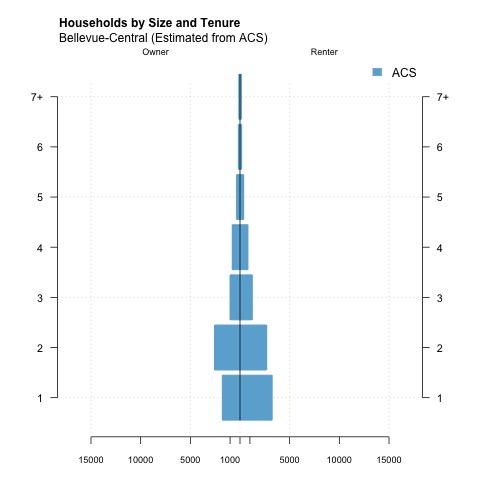 Households by Size and Tenure
Bellevue-Central (Estimated from ACS)
Owner Renter
ACS
7+ 7+
6 6
5 5
4 4
3 3
2 2
1 1
15000 10000 5000 1000 5000 10000 15000